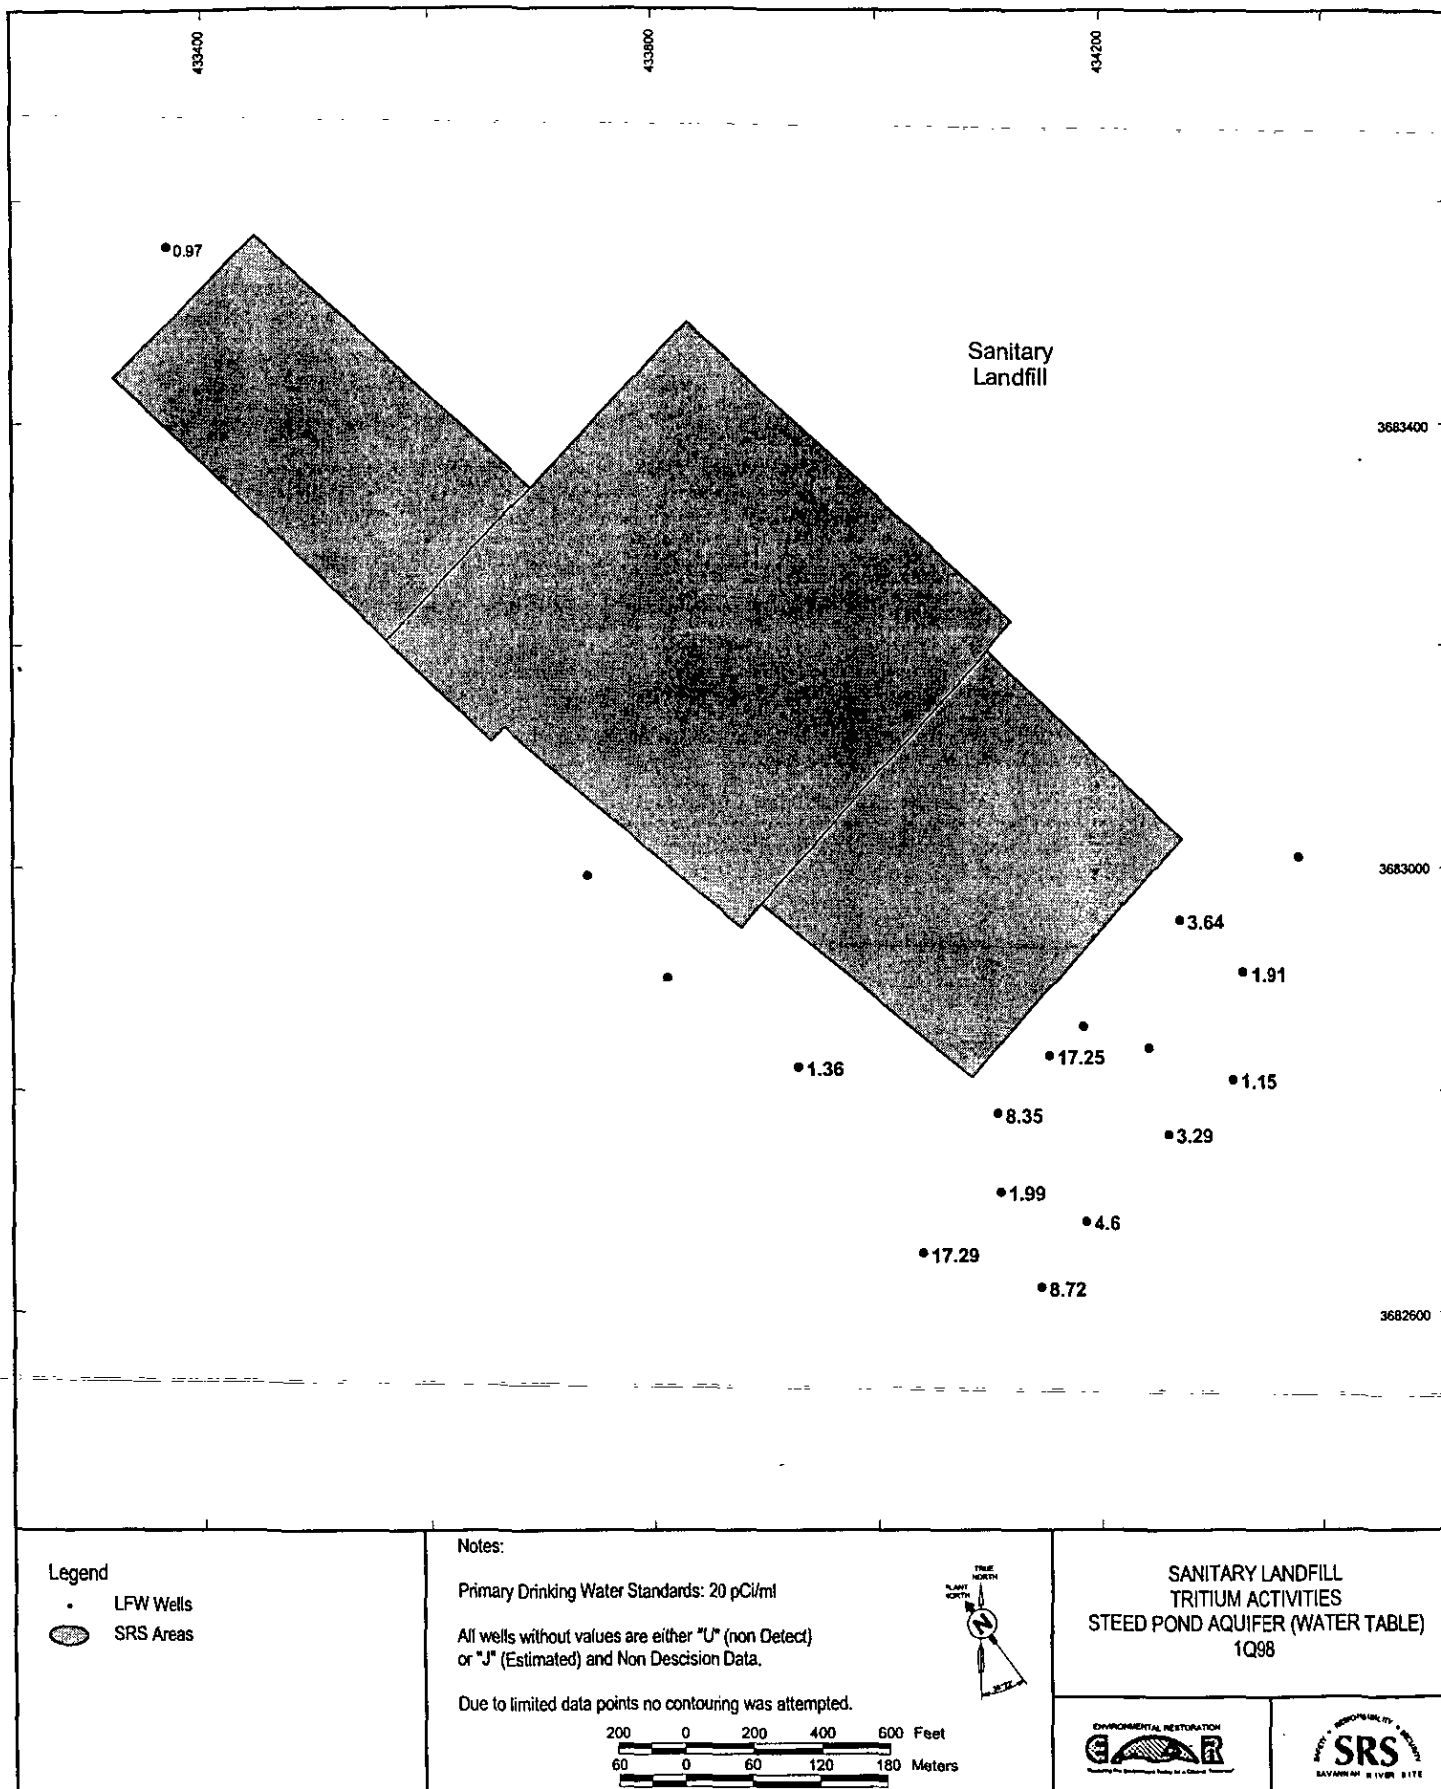 433400
433800
434200
0.97
Sanitary
Landfill
3683400
3683000
3.64
1.91
17.25
1.36
1.15
8.35
3.29
1.99
4.6
17.29
8.72
3682600
Legend
LFW Wells
SRS Areas
Notes:
Primary Drinking Water Standards: 20 pCi/ml
All wells without values are either "U" (non Detect)
or "J" (Estimated) and Non Descision Data.
Due to limited data points no contouring was attempted.
200 0 200 400 600 Feet
60 0 60 120 180 Meters
TRUE
NORTH
PLANT
NORTH
N
SANITARY LANDFILL
TRITIUM ACTIVITIES
STEED POND AQUIFER (WATER TABLE)
1Q98
ENVIRONMENTAL RESTORATION
SAFETY • RESPONSIBILITY • SECURITY
SRS
SAVANNAH RIVER SITE